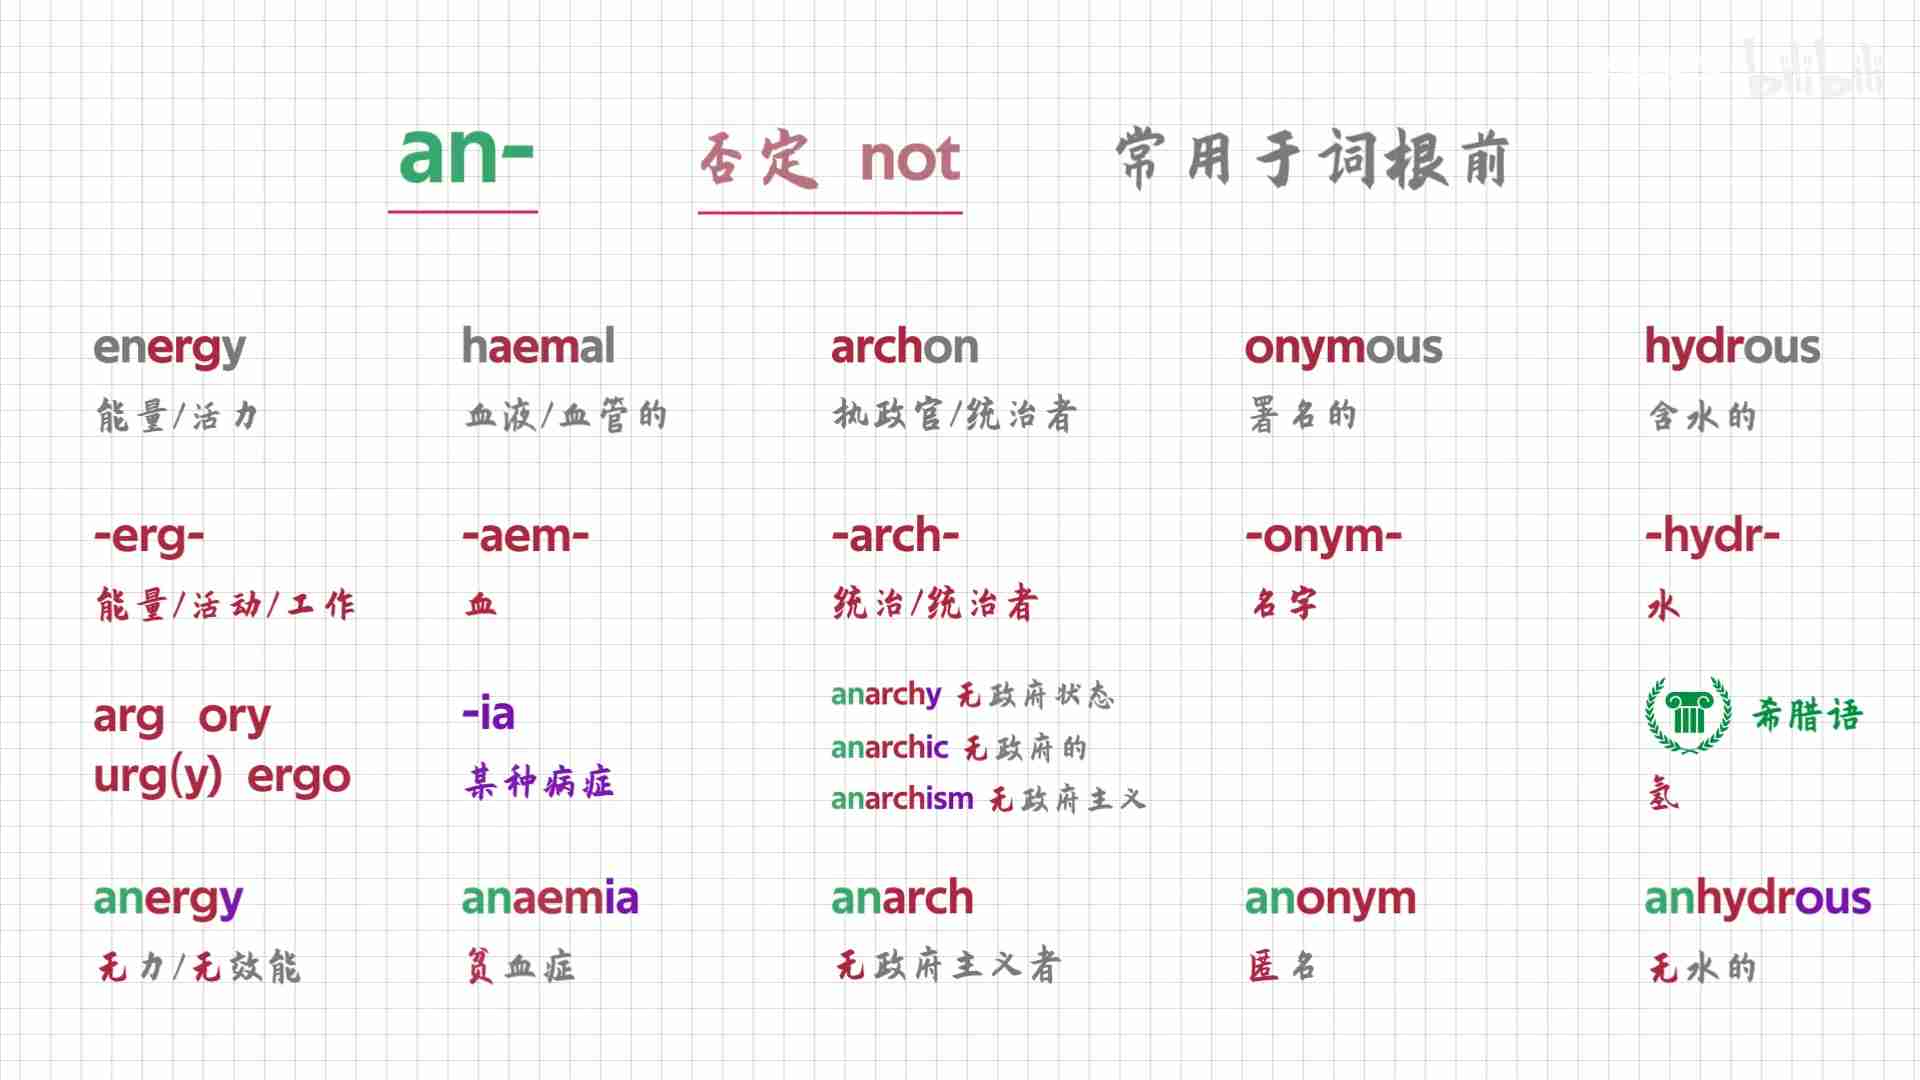 bilibili
an- 否定 not 常用于词根前
energy haemal archon onymous hydrous
能量/活力 血液/血管的 执政官/统治者 署名的 含水的
-erg- -aem- -arch- -onym- -hydr-
能量/活动/工作 血 统治/统治者 名字 水
arg ory
urg(y) ergo
-ia
某种病症
anarchy 无政府状态
anarchic 无政府的
anarchism 无政府主义
希腊语
氢
anergy anaemia anarch anonym anhydrous
无力/无效能 贫血症 无政府主义者 匿名 无水的